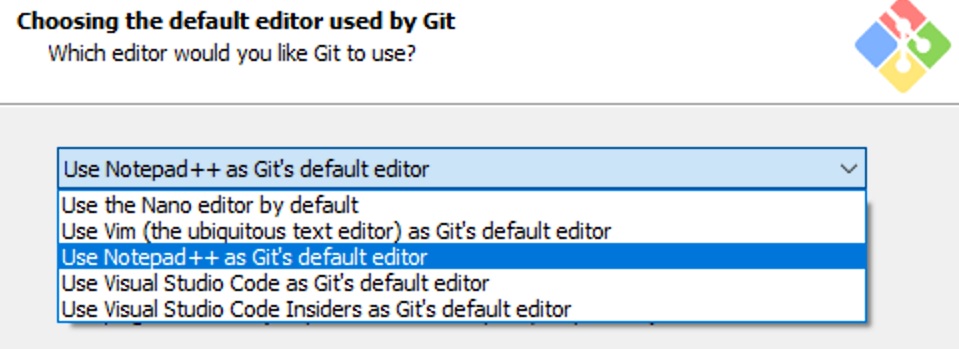 Choosing the default editor used by Git
Which editor would you like Git to use?
Use Notepad++ as Git's default editor
Use the Nano editor by default
Use Vim (the ubiquitous text editor) as Git's default editor
Use Notepad++ as Git's default editor
Use Visual Studio Code as Git's default editor
Use Visual Studio Code Insiders as Git's default editor